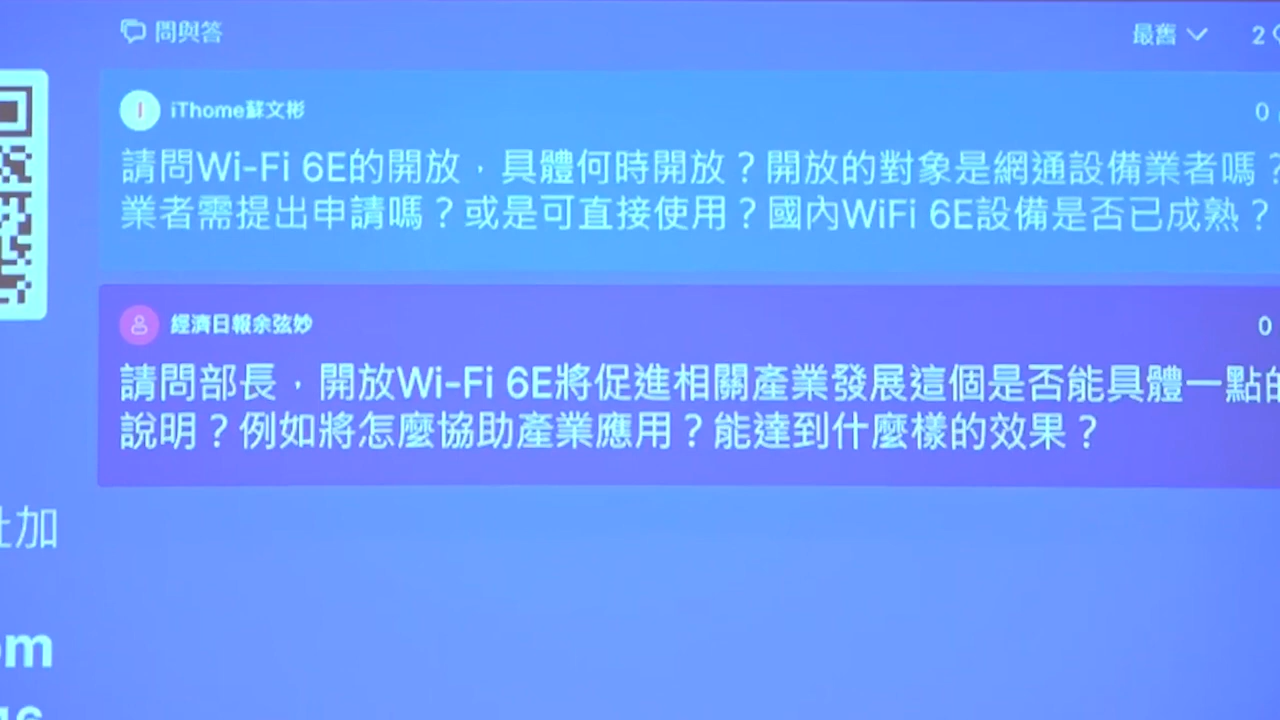 問與答
最舊
2
iThome蘇文彬
0
請問Wi-Fi 6E的開放，具體何時開放？開放的對象是網通設備業者嗎？
業者需提出申請嗎？或是可直接使用？國內WiFi 6E設備是否已成熟？
經濟日報余弦妙
0
請問部長，開放Wi-Fi 6E將促進相關產業發展這個是否能具體一點的
說明？例如將怎麼協助產業應用？能達到什麼樣的效果？
加
om